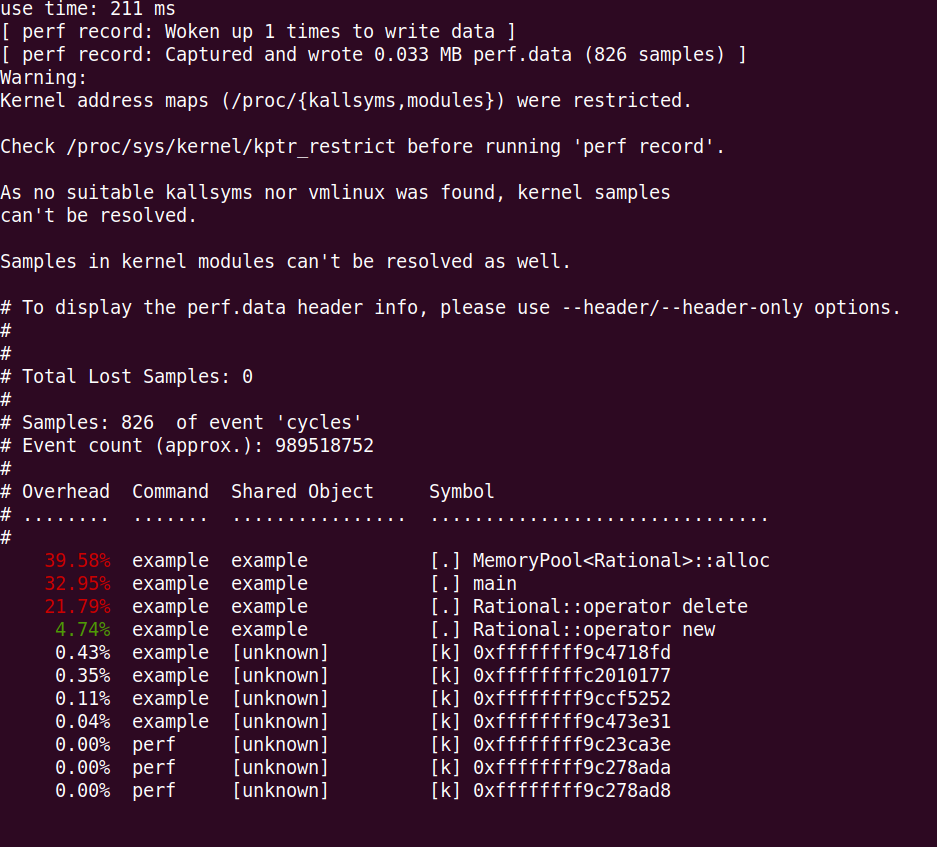 use time: 211 ms
[ perf record: Woken up 1 times to write data ]
[ perf record: Captured and wrote 0.033 MB perf.data (826 samples) ]
Warning:
Kernel address maps (/proc/{kallsyms,modules}) were restricted.
Check /proc/sys/kernel/kptr_restrict before running 'perf record'.
As no suitable kallsyms nor vmlinux was found, kernel samples
can't be resolved.
Samples in kernel modules can't be resolved as well.
# To display the perf.data header info, please use --header/--header-only options.
#
#
# Total Lost Samples: 0
#
# Samples: 826  of event 'cycles'
# Event count (approx.): 989518752
#
# Overhead  Command  Shared Object     Symbol
# ........  .......  ................  ...............................
#
    39.58%  example  example           [.] MemoryPool<Rational>::alloc
    32.95%  example  example           [.] main
    21.79%  example  example           [.] Rational::operator delete
     4.74%  example  example           [.] Rational::operator new
     0.43%  example  [unknown]         [k] 0xffffffff9c4718fd
     0.35%  example  [unknown]         [k] 0xffffffffc2010177
     0.11%  example  [unknown]         [k] 0xffffffff9ccf5252
     0.04%  example  [unknown]         [k] 0xffffffff9c473e31
     0.00%  perf     [unknown]         [k] 0xffffffff9c23ca3e
     0.00%  perf     [unknown]         [k] 0xffffffff9c278ada
     0.00%  perf     [unknown]         [k] 0xffffffff9c278ad8